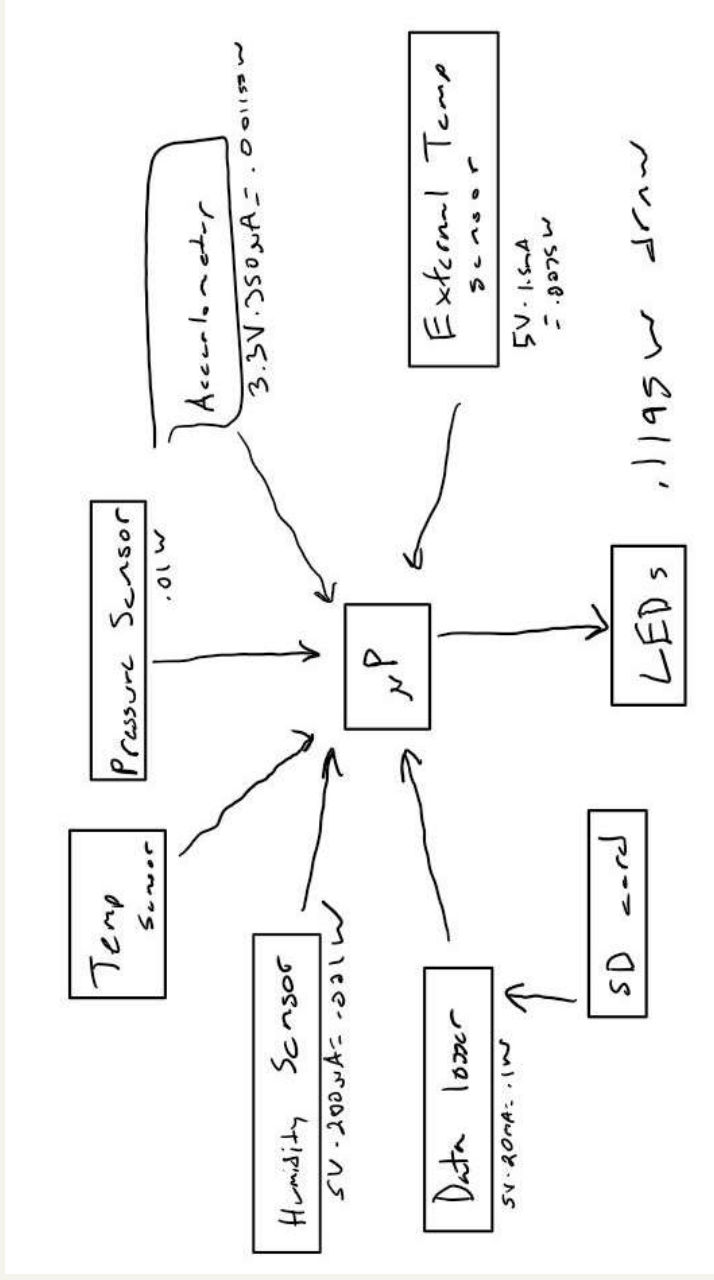 Temp
Sensor
Pressure Sensor
.01W
Accelerometer
3.3V·350µA=.001155W
Humidity Sensor
5V·200µA=.001W
µP
External Temp
Sensor
5V·1.5mA
=.0075W
Data logger
5V·20mA=.1W
SD card
LEDs
.1195W draw